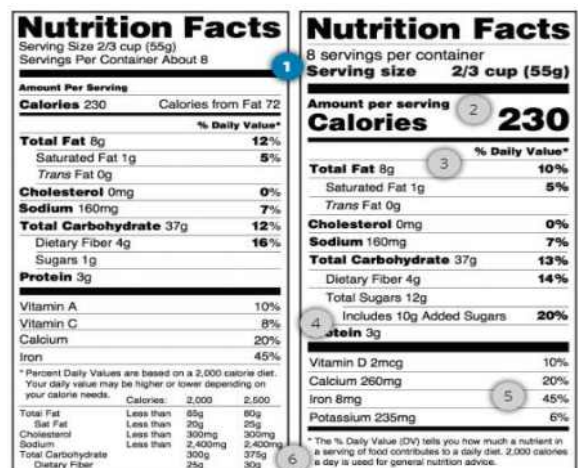 Nutrition Facts
Serving Size 2/3 cup (55g)
Servings Per Container About 8
Amount Per Serving
Calories 230 Calories from Fat 72
% Daily Value*
Total Fat 8g 12%
Saturated Fat 1g 5%
Trans Fat 0g
Cholesterol 0mg 0%
Sodium 160mg 7%
Total Carbohydrate 37g 12%
Dietary Fiber 4g 16%
Sugars 1g
Protein 3g
Vitamin A 10%
Vitamin C 8%
Calcium 20%
Iron 45%
* Percent Daily Values are based on a 2,000 calorie diet.
Your daily value may be higher or lower depending on
your calorie needs.
Calories: 2,000 2,500
Total Fat Less than 65g 80g
Sat Fat Less than 20g 25g
Cholesterol Less than 300mg 300mg
Sodium Less than 2,400mg 2,400mg
Total Carbohydrate 300g 375g
Dietary Fiber 25g 30g
1
Nutrition Facts
8 servings per container
Serving size 2/3 cup (55g)
Amount per serving
2
Calories 230
% Daily Value*
3
Total Fat 8g 10%
Saturated Fat 1g 5%
Trans Fat 0g
Cholesterol 0mg 0%
Sodium 160mg 7%
Total Carbohydrate 37g 13%
Dietary Fiber 4g 14%
Total Sugars 12g
Includes 10g Added Sugars 20%
4
otein 3g
Vitamin D 2mcg 10%
Calcium 260mg 20%
Iron 8mg 45%
5
Potassium 235mg 6%
6
* The % Daily Value (DV) tells you how much a nutrient in
a serving of food contributes to a daily diet. 2,000 calories
a day is used for general nutrition advice.